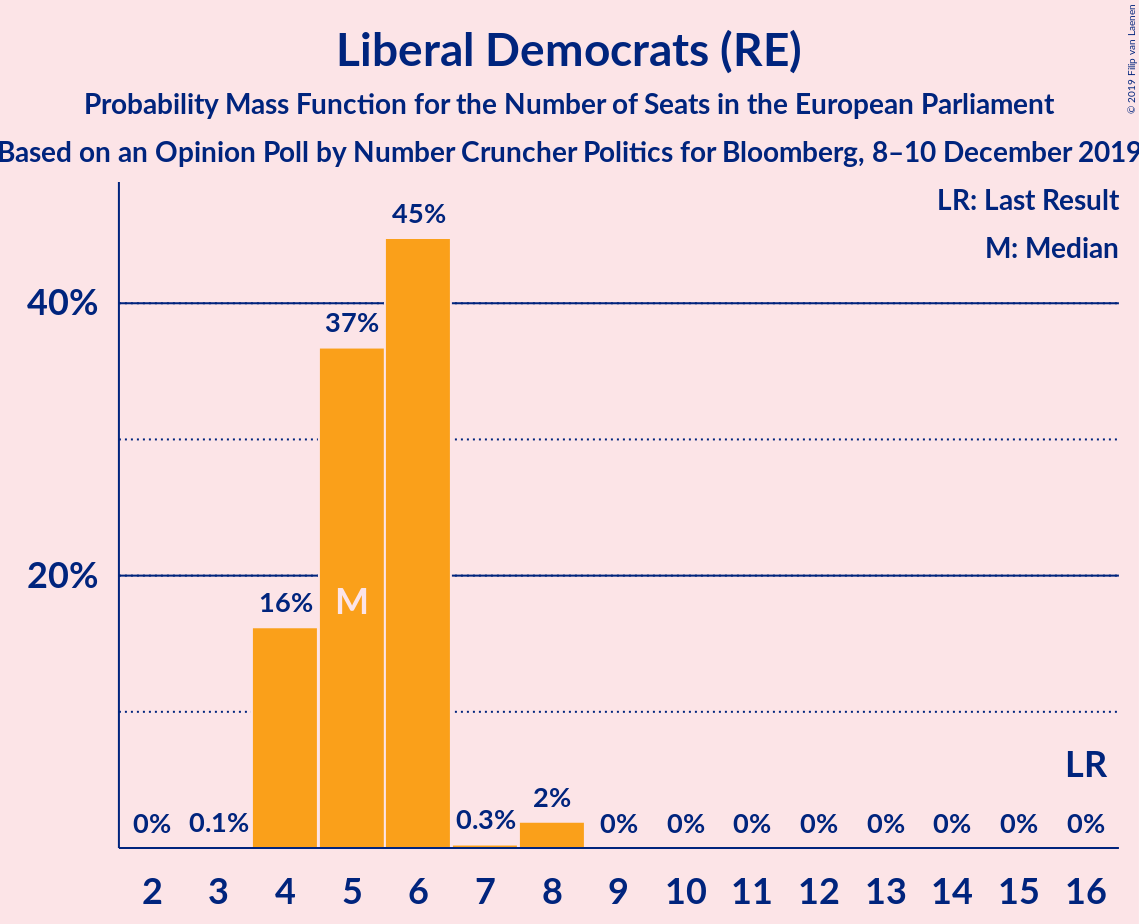 Liberal Democrats (RE)
Probability Mass Function for the Number of Seats in the European Parliament
Based on an Opinion Poll by Number Cruncher Politics for Bloomberg, 8–10 December 2019
© 2019 Filip van Laenen
LR: Last Result
M: Median
45%
40%
37%
20%
16%
M
LR
2%
0% 0.1% 0.3% 0% 0% 0% 0% 0% 0% 0% 0%
2 3 4 5 6 7 8 9 10 11 12 13 14 15 16